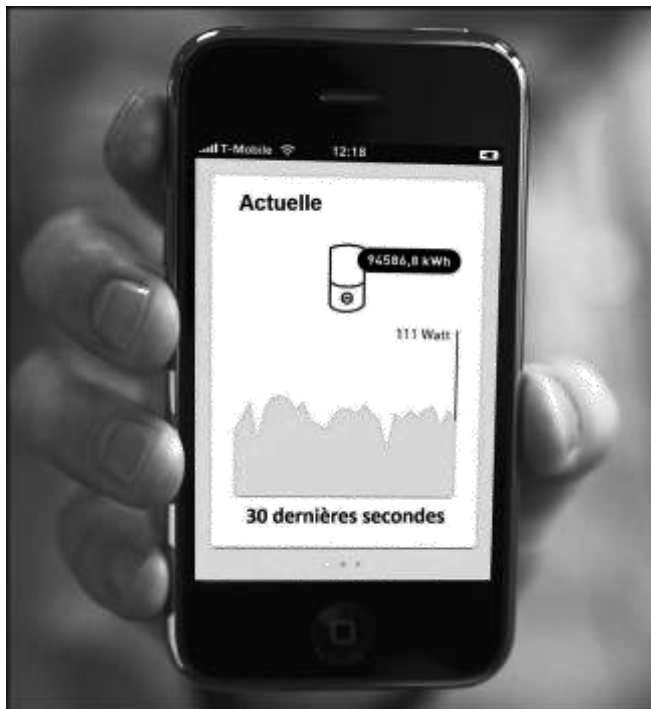 T-Mobile 12:18
Actuelle
94586,8 kWh
111 Watt
30 dernières secondes